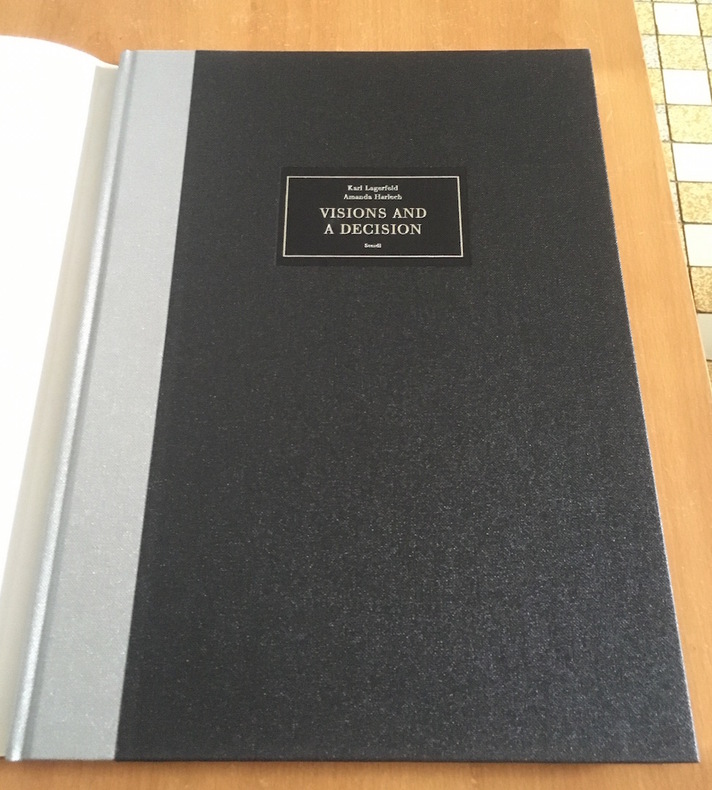 Karl Lagerfeld
Amanda Harlech
VISIONS AND
A DECISION
Steidl